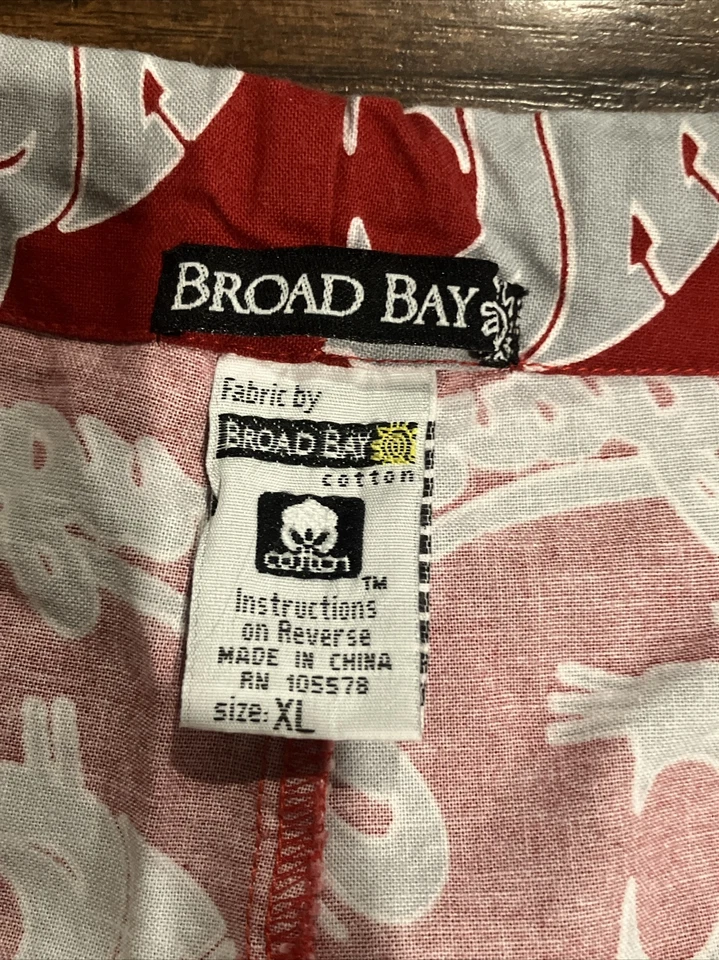 BROAD BAY
Fabric by
BROAD BAY
cotton
cotton
TM
Instructions
on Reverse
MADE IN CHINA
RN 105578
size: XL